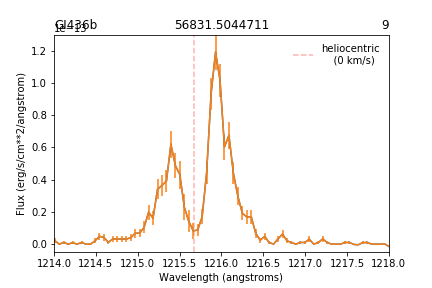 GJ436b 56831.5044711 9
1e−13
heliocentric
(0 km/s)
Flux (erg/s/cm**2/angstrom)
1.2
1.0
0.8
0.6
0.4
0.2
0.0
1214.0 1214.5 1215.0 1215.5 1216.0 1216.5 1217.0 1217.5 1218.0
Wavelength (angstroms)